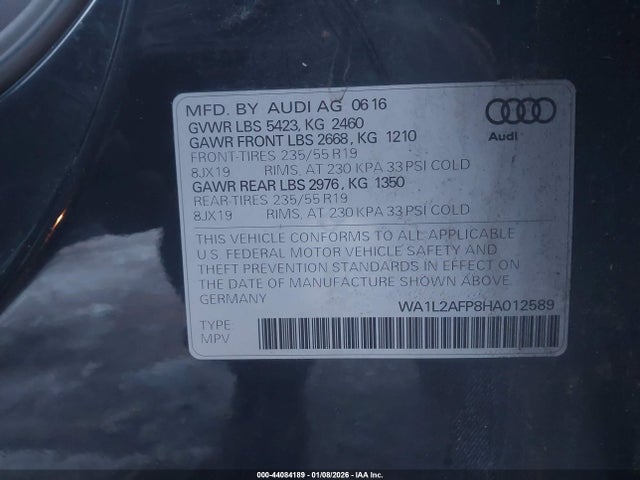 MFD. BY AUDI AG 06 16
GVWR LBS 5423, KG 2460
GAWR FRONT LBS 2668, KG 1210
FRONT-TIRES 235/55 R19
8JX19 RIMS, AT 230 KPA 33 PSI COLD
GAWR REAR LBS 2976, KG 1350
REAR-TIRES 235/55 R19
8JX19 RIMS, AT 230 KPA 33 PSI COLD
Audi
THIS VEHICLE CONFORMS TO ALL APPLICABLE
U.S. FEDERAL MOTOR VEHICLE SAFETY AND
THEFT PREVENTION STANDARDS IN EFFECT ON
THE DATE OF MANUFACTURE SHOWN ABOVE.
GERMANY WA1L2AFP8HA012589
TYPE:
MPV
000-44084189 - 01/08/2026 - IAA Inc.